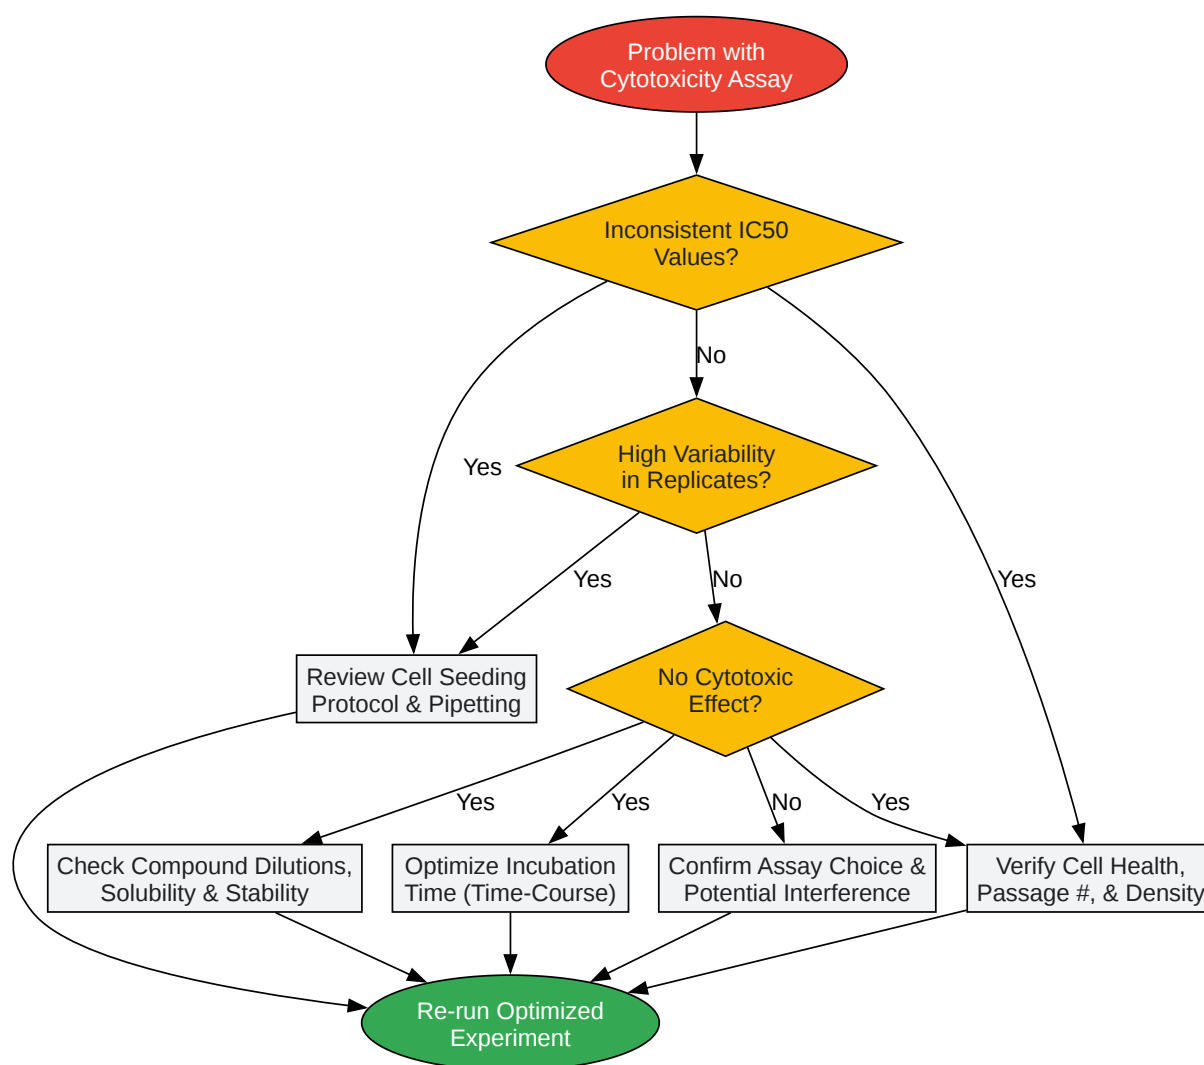 Problem with
Cytotoxicity Assay
Inconsistent IC50
Values?
No
High Variability
in Replicates?
Yes
Yes
No
Yes
Review Cell Seeding
Protocol & Pipetting
No Cytotoxic
Effect?
Yes
Yes
No
Yes
Check Compound Dilutions,
Solubility & Stability
Optimize Incubation
Time (Time-Course)
Confirm Assay Choice &
Potential Interference
Verify Cell Health,
Passage #, & Density
Re-run Optimized
Experiment